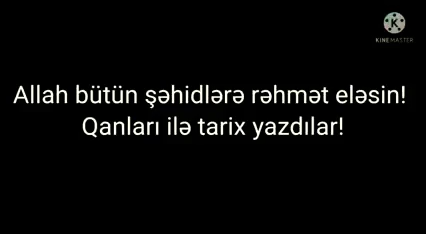 KINEMASTER
Allah bütün şəhidlərə rəhmət eləsin!
Qanları ilə tarix yazdılar!